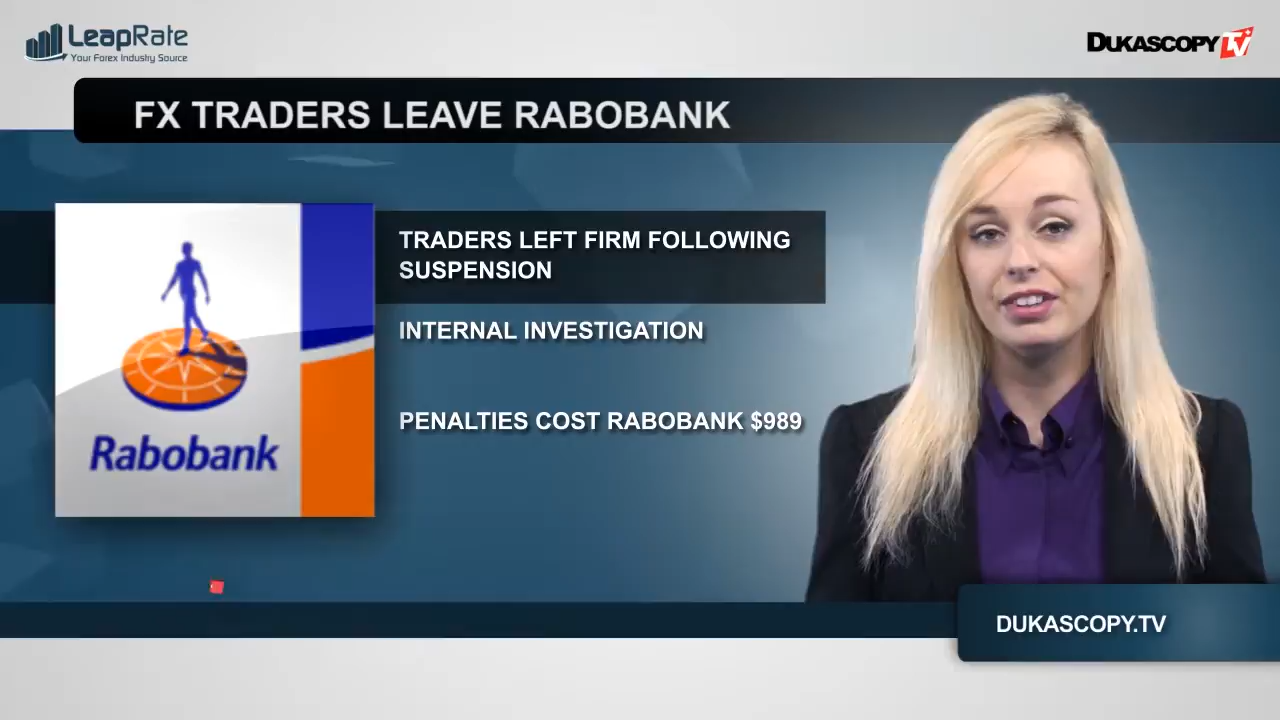 LeapRate
Your Forex Industry Source
DUKASCOPY TV
FX TRADERS LEAVE RABOBANK
TRADERS LEFT FIRM FOLLOWING
SUSPENSION
INTERNAL INVESTIGATION
PENALTIES COST RABOBANK $989
Rabobank
DUKASCOPY.TV